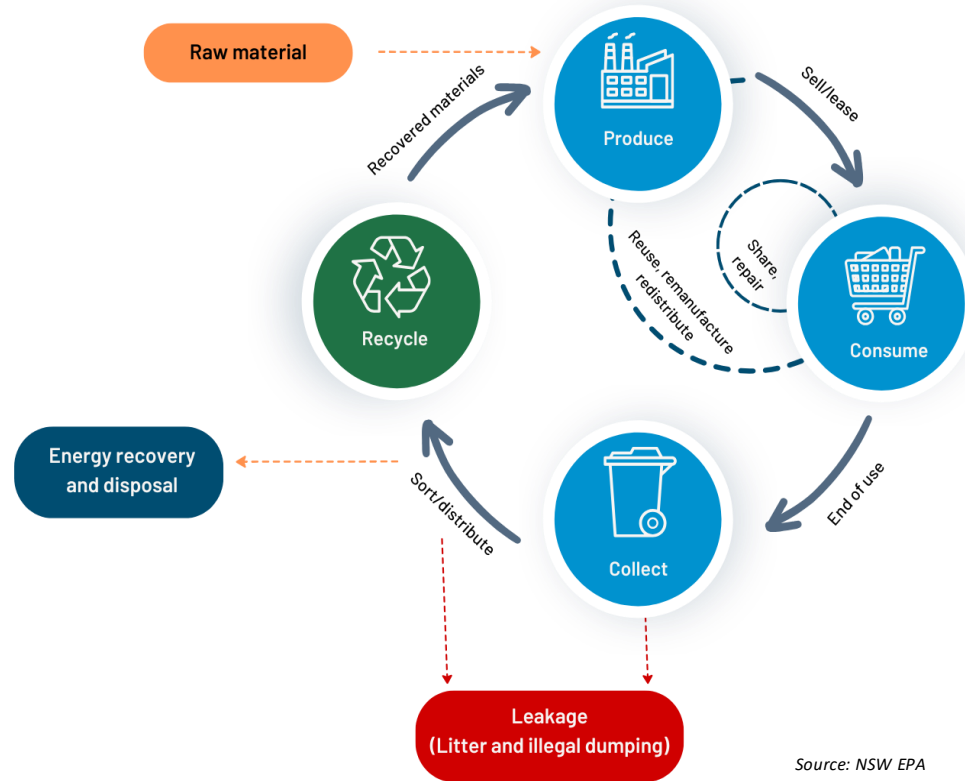 Raw material
Recovered materials
Produce
Sell/lease
Share,
repair
Reuse, remanufacture
redistribute
Recycle
Consume
Energy recovery
and disposal
Sort/distribute
Collect
End of use
Leakage
(Litter and illegal dumping)
Source: NSW EPA